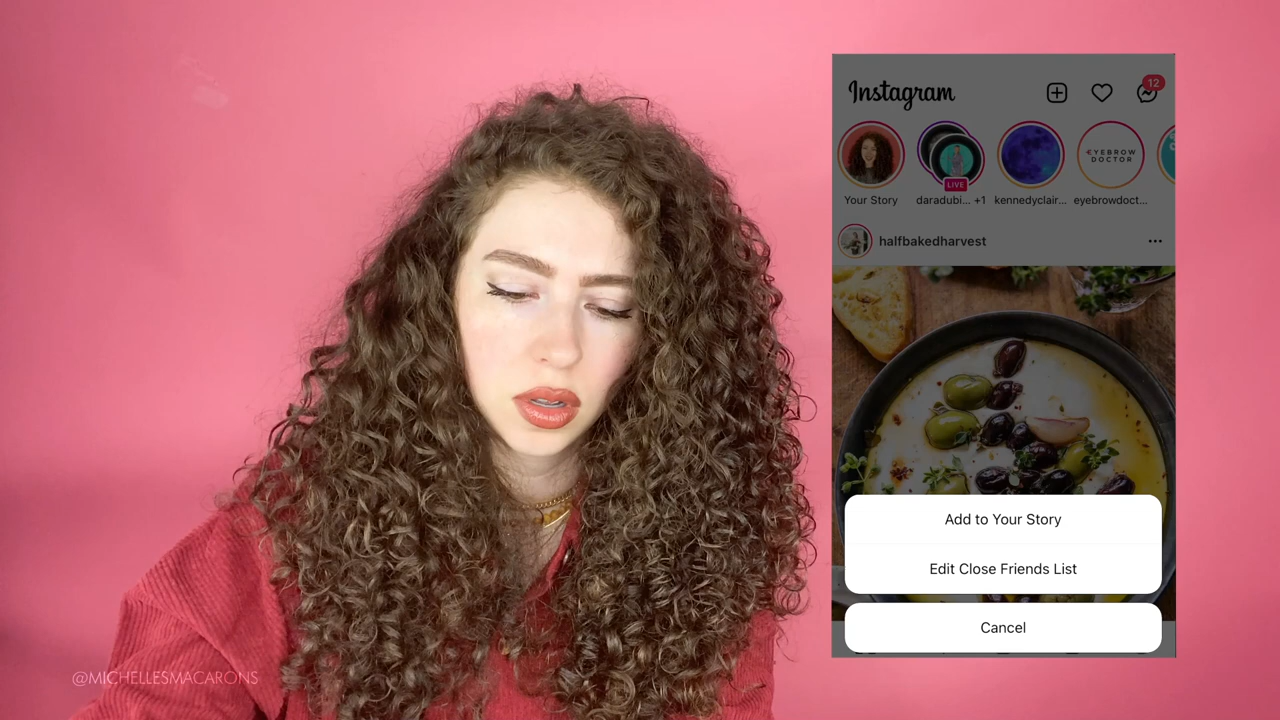 Instagram
12
LIVE
EYEBROW
DOCTOR
Your Story
daradubi... +1
kennedyclair...
eyebrowdoct...
halfbakedharvest
Add to Your Story
Edit Close Friends List
Cancel
@MICHELLESMACARONS